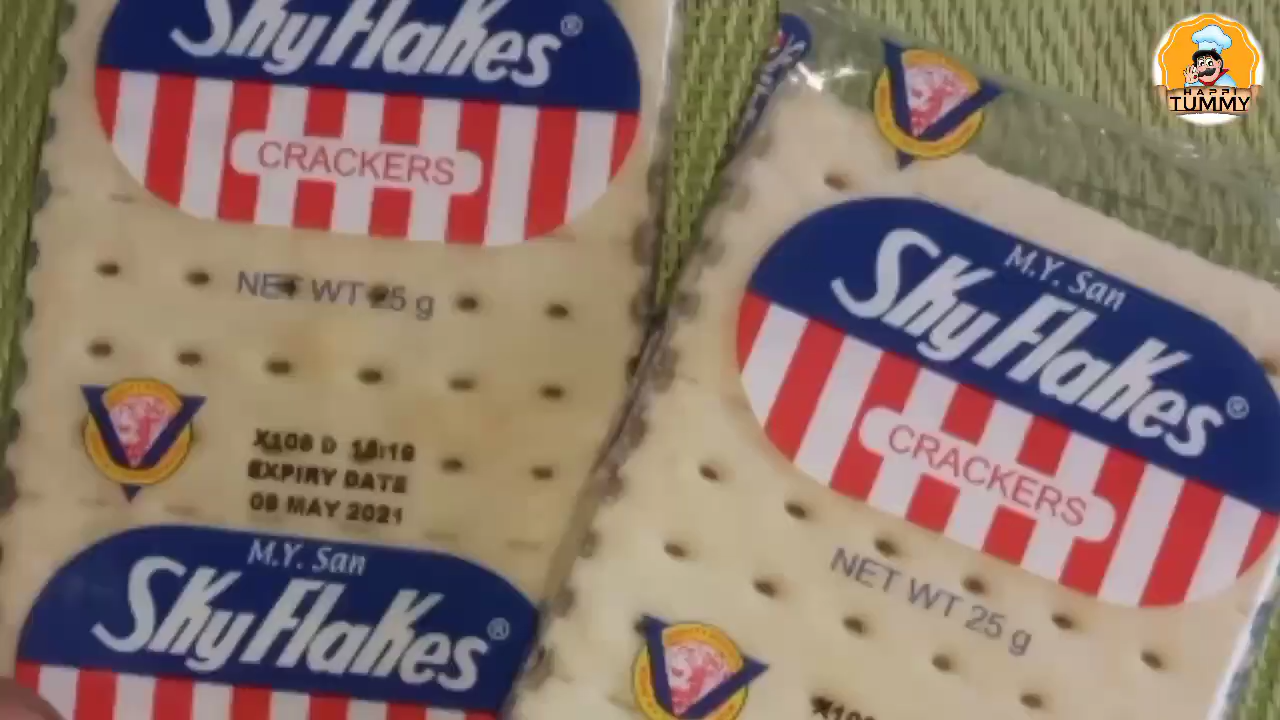 SkyFlakes®
CRACKERS
NET WT 25 g
EXPIRY DATE
08 MAY 2021
M.Y. San
SkyFlakes®
M.Y. San
SkyFlakes®
CRACKERS
NET WT 25 g
HAPPI
TUMMY